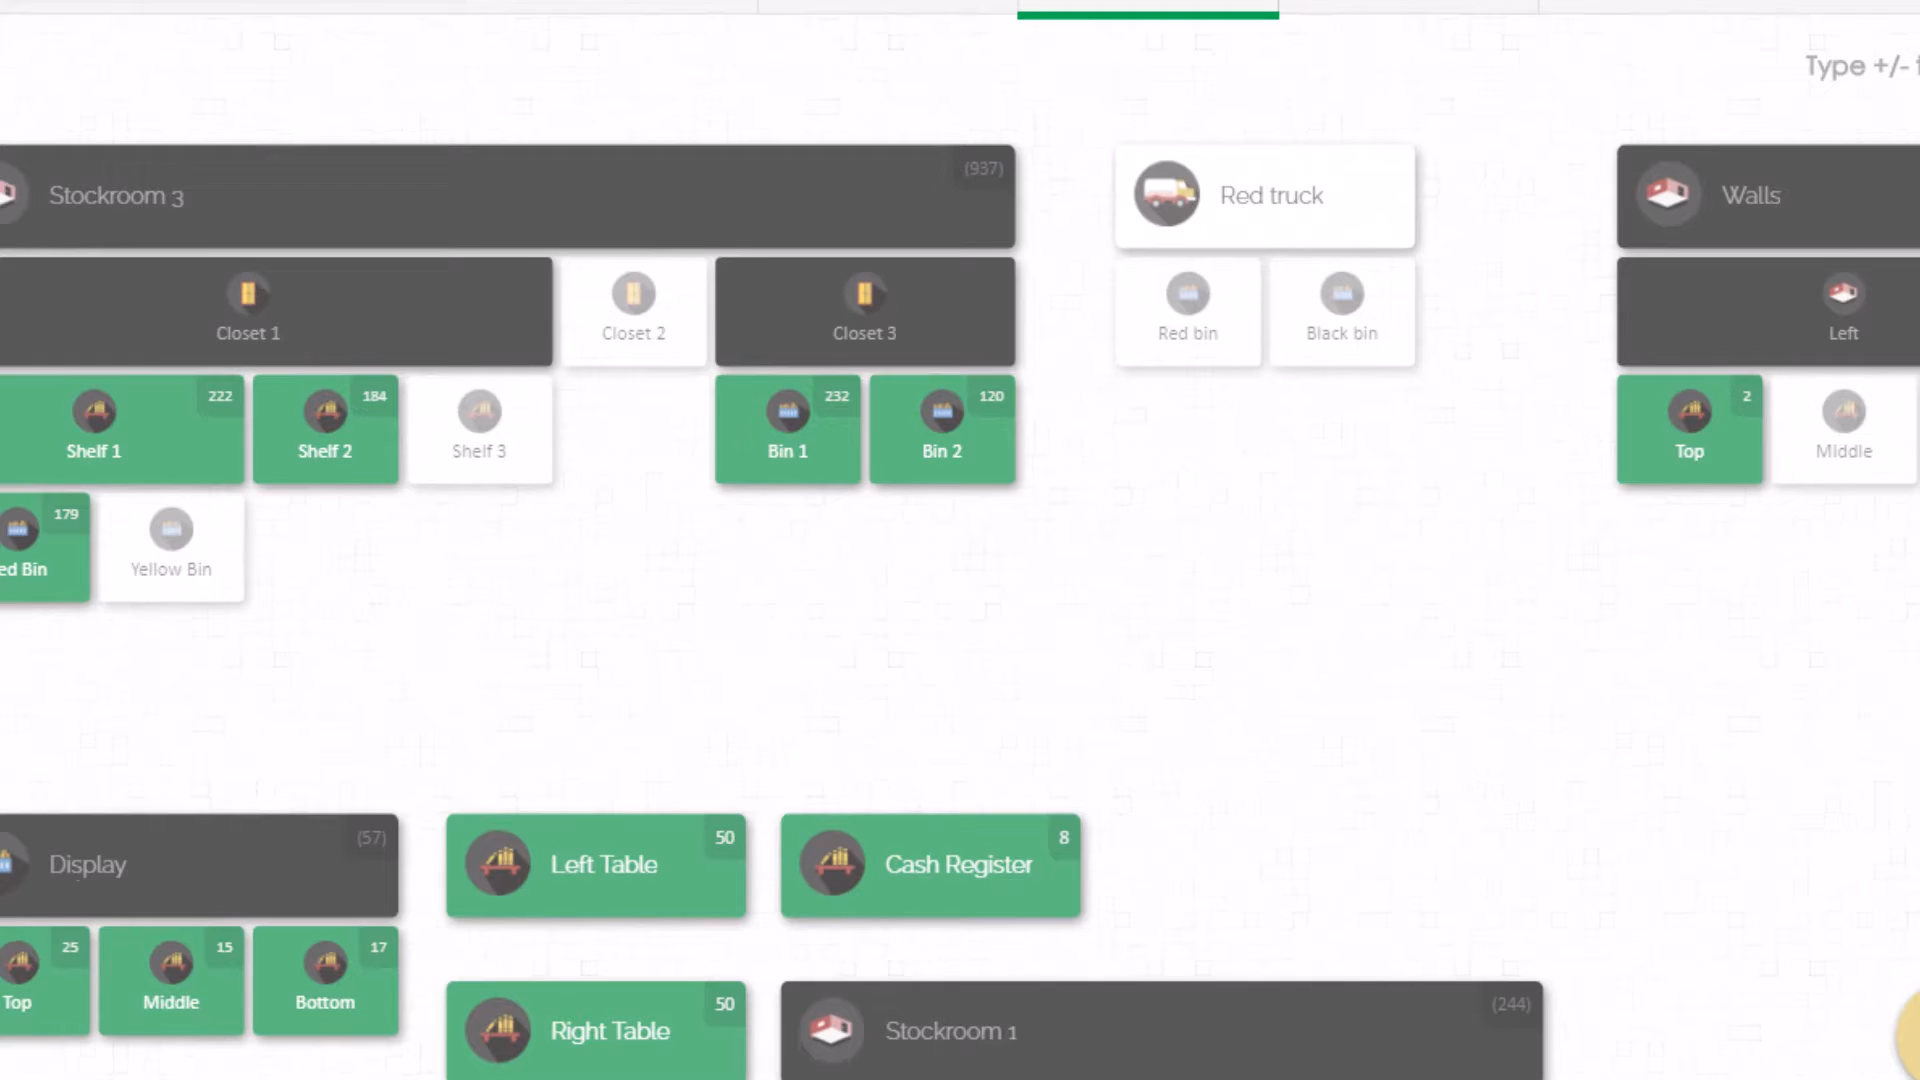 Type +/-
(937)
Stockroom 3
Red truck
Walls
Closet 1
Closet 2
Closet 3
Red bin
Black bin
Left
222
184
232
120
2
Shelf 1
Shelf 2
Shelf 3
Bin 1
Bin 2
Top
Middle
179
ed Bin
Yellow Bin
(57)
50
8
Display
Left Table
Cash Register
25
15
17
Top
Middle
Bottom
50
(244)
Right Table
Stockroom 1